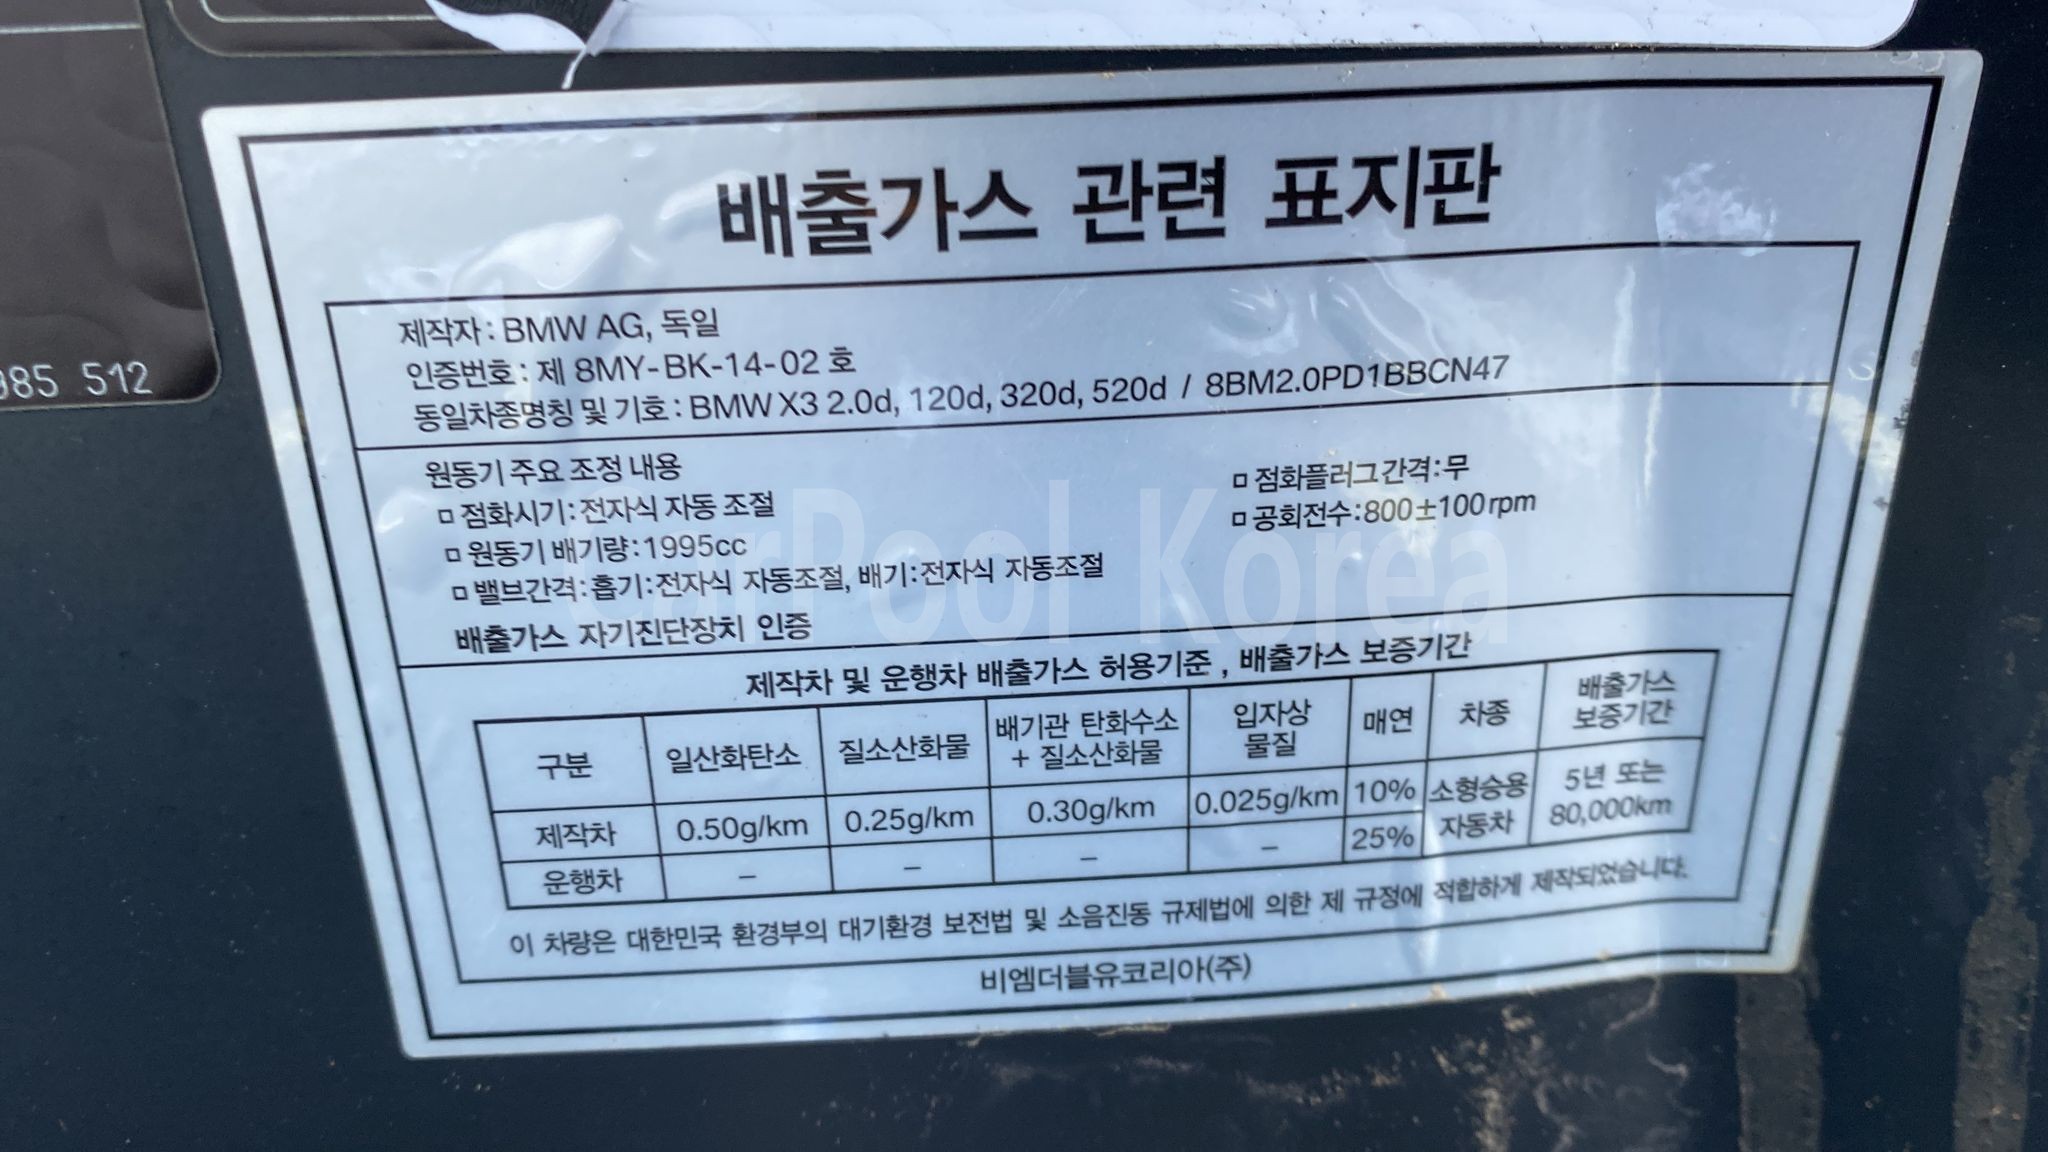 985 512
배출가스 관련 표지판
제작자 : BMW AG, 독일
인증번호 : 제 8MY-BK-14-02 호
동일차종명칭 및 기호 : BMW X3 2.0d, 120d, 320d, 520d / 8BM2.0PD1BBCN47
원동기 주요 조정 내용
점화시기 : 전자식 자동 조절
점화플러그간격 : 무
원동기 배기량 : 1995cc
공회전수 : 800±100rpm
밸브간격 : 흡기 : 전자식 자동조절, 배기 : 전자식 자동조절
배출가스 자기진단장치 인증
CarPool Korea
제작차 및 운행차 배출가스 허용기준 , 배출가스 보증기간
구분 일산화탄소 질소산화물 배기관 탄화수소 + 질소산화물 입자상 물질 매연 차종 배출가스 보증기간
제작차 0.50g/km 0.25g/km 0.30g/km 0.025g/km 10% 소형승용 자동차 5년 또는 80,000km
운행차 – – – – 25%
이 차량은 대한민국 환경부의 대기환경 보전법 및 소음진동 규제법에 의한 제 규정에 적합하게 제작되었습니다.
비엠더블유코리아(주)